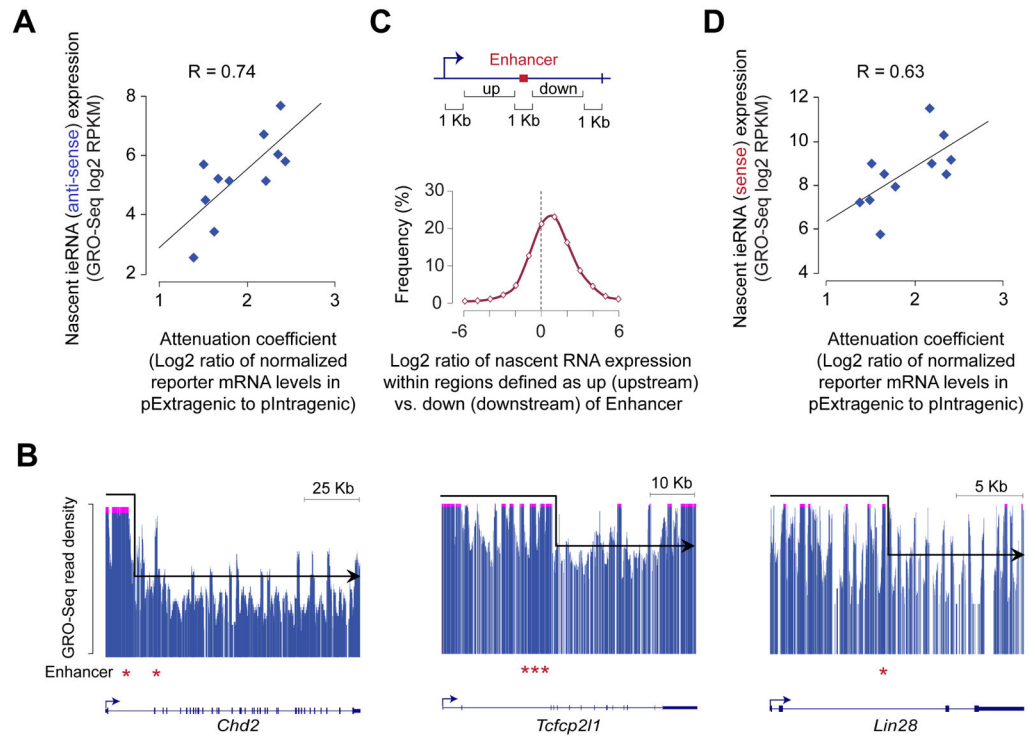 A
R = 0.74
Nascent ieRNA (anti-sense) expression
(GRO-Seq log2 RPKM)
8
6
4
2
1
2
3
Attenuation coefficient
(Log2 ratio of normalized
reporter mRNA levels in
pExtragenic to pIntragenic)
C
Enhancer
up
down
1 Kb
1 Kb
1 Kb
Frequency (%)
30
20
10
0
-6
0
6
Log2 ratio of nascent RNA expression
within regions defined as up (upstream)
vs. down (downstream) of Enhancer
D
R = 0.63
Nascent ieRNA (sense) expression
(GRO-Seq log2 RPKM)
12
10
8
6
4
1
2
3
Attenuation coefficient
(Log2 ratio of normalized
reporter mRNA levels in
pExtragenic to pIntragenic)
B
GRO-Seq read density
25 Kb
10 Kb
5 Kb
Enhancer * * *** *
Chd2
Tcfcp2l1
Lin28